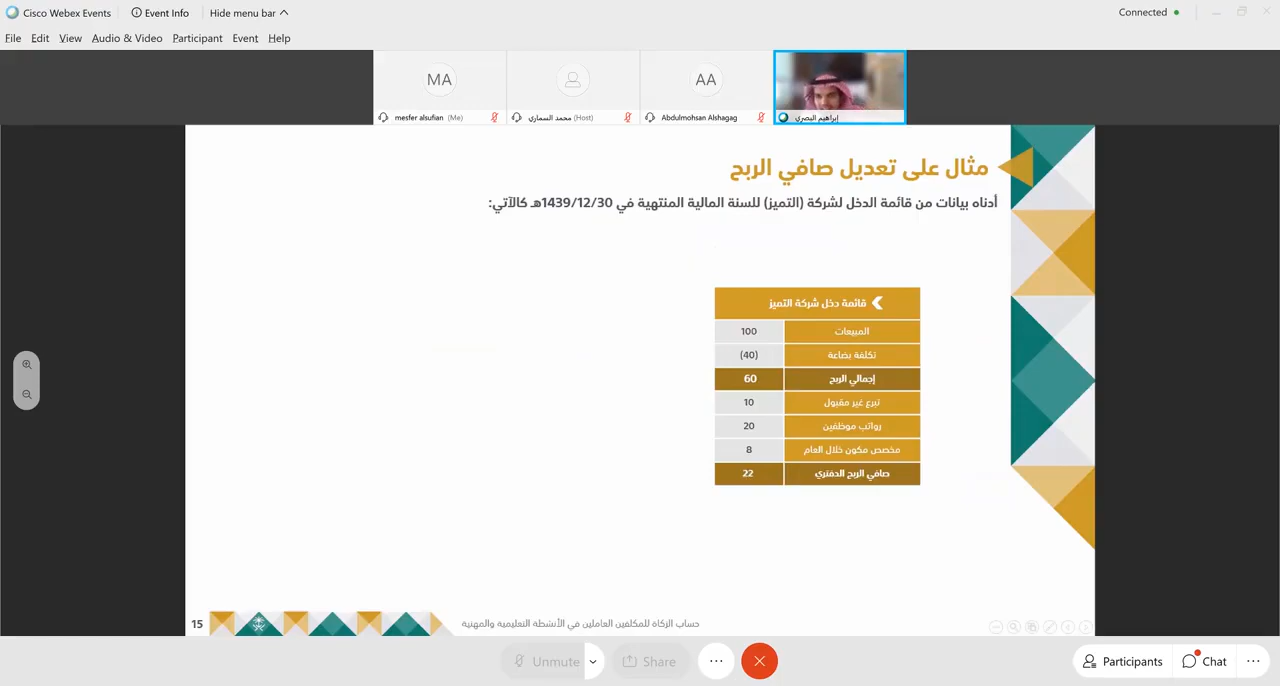 Cisco Webex Events
Event Info
Hide menu bar
Connected
File Edit View Audio & Video Participant Event Help
MA
AA
mesfer alsufian (Me)
محمد السماري (Host)
Abdulmohsan Alshagag
إبراهيم البصري
مثال على تعديل صافي الربح
أدناه بيانات من قائمة الدخل لشركة (التميز) للسنة المالية المنتهية في 1439/12/30هـ كالآتي:
قائمة دخل شركة التميز
المبيعات 100
تكلفة بضاعة (40)
إجمالي الربح 60
تبرع غير مقبول 10
رواتب موظفين 20
مخصص مكون خلال العام 8
صافي الربح الدفتري 22
حساب الزكاة للمكلفين العاملين في الأنشطة التعليمية والمهنية
15
Unmute
Share
Participants
Chat